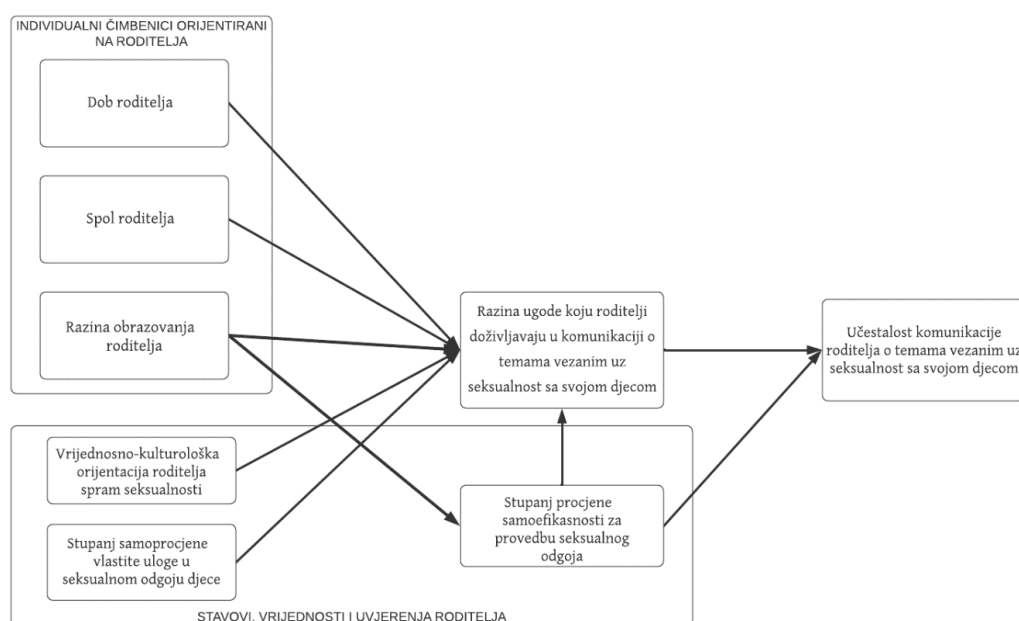 INDIVIDUALNI ČIMBENICI ORIJENTIRANI
NA RODITELJA
Dob roditelja
Spol roditelja
Razina obrazovanja
roditelja
Razina ugode koju roditelji
doživljavaju u komunikaciji o
temama vezanim uz
seksualnost sa svojom djecom
Učestalost komunikacije
roditelja o temama vezanim uz
seksualnost sa svojom djecom
Vrijednosno-kulturološka
orijentacija roditelja
spram seksualnosti
Stupanj procjene
samoefikasnosti za
provedbu seksualnog
odgoja
Stupanj samoprocjene
vlastite uloge u
seksualnom odgoju djece
STAVOVI, VRIJEDNOSTI I UVJERENJA RODITELJA